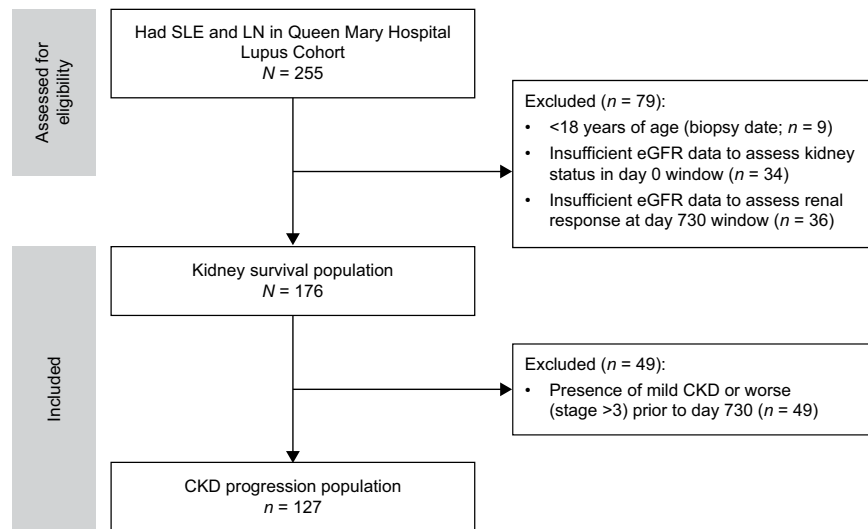 Assessed for
eligibility
Had SLE and LN in Queen Mary Hospital
Lupus Cohort
N = 255
Excluded (n = 79):
• <18 years of age (biopsy date; n = 9)
• Insufficient eGFR data to assess kidney
status in day 0 window (n = 34)
• Insufficient eGFR data to assess renal
response at day 730 window (n = 36)
Included
Kidney survival population
N = 176
Excluded (n = 49):
• Presence of mild CKD or worse
(stage >3) prior to day 730 (n = 49)
CKD progression population
n = 127